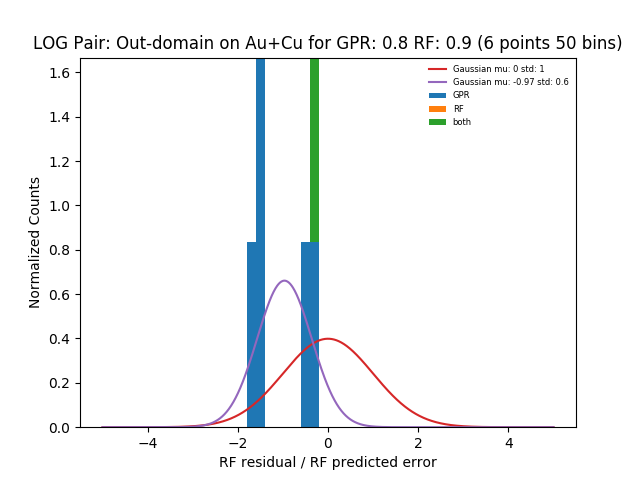 LOG Pair: Out-domain on Au+Cu for GPR: 0.8 RF: 0.9 (6 points 50 bins)
Gaussian mu: 0 std: 1
Gaussian mu: -0.97 std: 0.6
GPR
RF
both
Normalized Counts
1.6
1.4
1.2
1.0
0.8
0.6
0.4
0.2
0.0
−4 −2 0 2 4
RF residual / RF predicted error